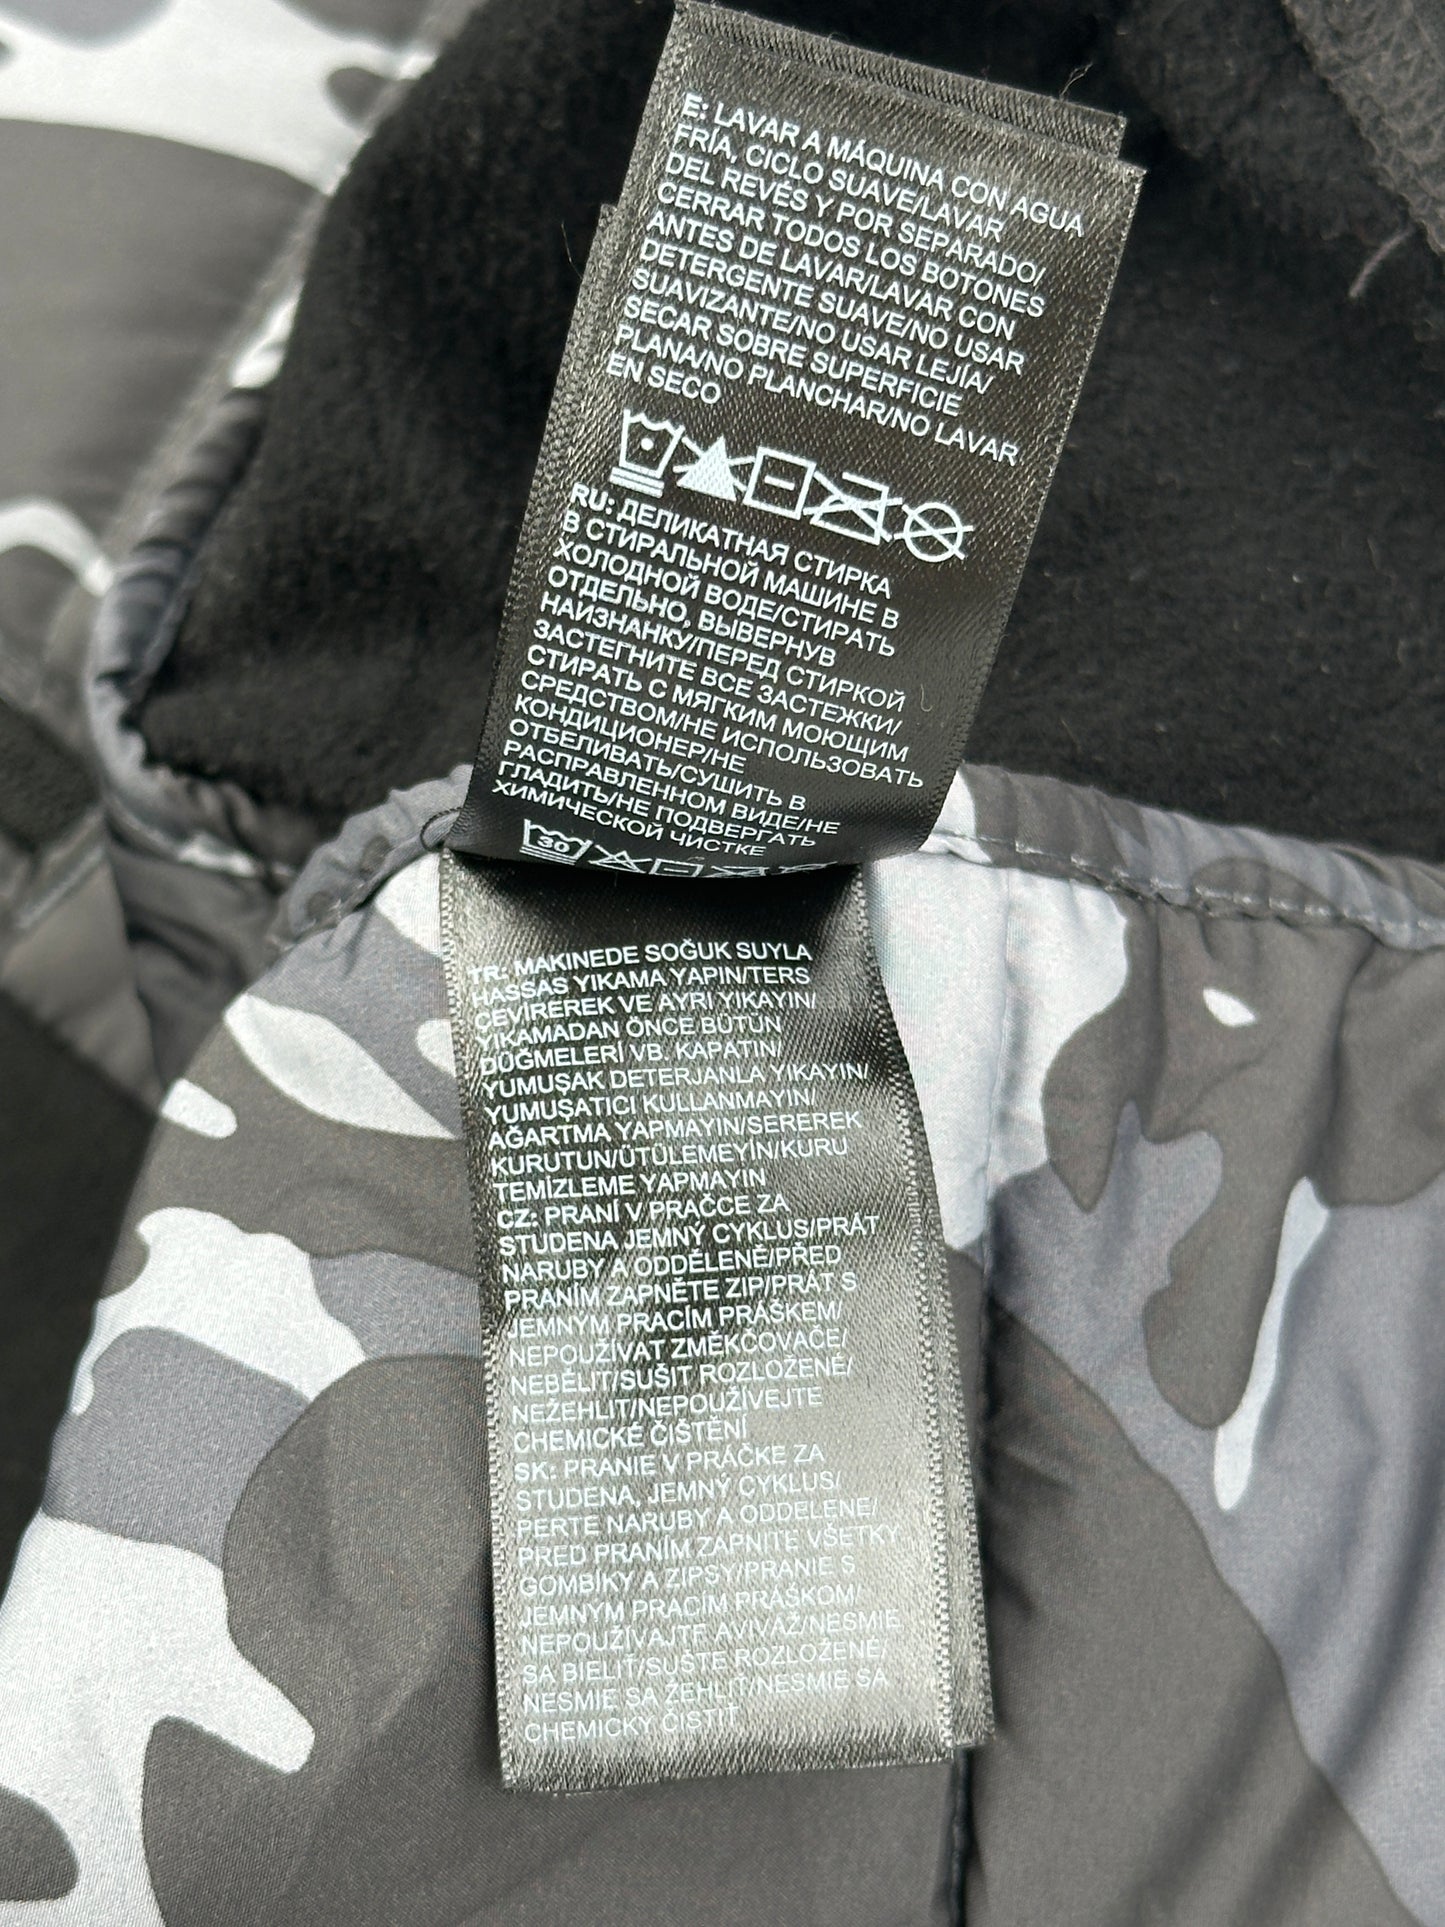 E: LAVAR A MÁQUINA CON AGUA
FRÍA, CICLO SUAVE/LAVAR
DEL REVÉS Y POR SEPARADO/
CERRAR TODOS LOS BOTONES
ANTES DE LAVAR/LAVAR CON
DETERGENTE SUAVE/NO USAR
SUAVIZANTE/NO USAR LEJÍA/
SECAR SOBRE SUPERFICIE
PLANA/NO PLANCHAR/NO LAVAR
EN SECO
RU: ДЕЛИКАТНАЯ СТИРКА
В СТИРАЛЬНОЙ МАШИНЕ В
ХОЛОДНОЙ ВОДЕ/СТИРАТЬ
ОТДЕЛЬНО, ВЫВЕРНУВ
НАИЗНАНКУ/ПЕРЕД СТИРКОЙ
ЗАСТЕГНИТЕ ВСЕ ЗАСТЕЖКИ/
СТИРАТЬ С МЯГКИМ МОЮЩИМ
СРЕДСТВОМ/НЕ ИСПОЛЬЗОВАТЬ
КОНДИЦИОНЕР/НЕ
ОТБЕЛИВАТЬ/СУШИТЬ В
РАСПРАВЛЕННОМ ВИДЕ/НЕ
ГЛАДИТЬ/НЕ ПОДВЕРГАТЬ
ХИМИЧЕСКОЙ ЧИСТКЕ
30
TR: MAKINEDE SOĞUK SUYLA
HASSAS YIKAMA YAPIN/TERS
ÇEVİREREK VE AYRI YIKAYIN/
YIKAMADAN ÖNCE BÜTÜN
DÜĞMELERİ VB. KAPATIN/
YUMUŞAK DETERJANLA YIKAYIN/
YUMUŞATICI KULLANMAYIN/
AĞARTMA YAPMAYIN/SEREREK
KURUTUN/ÜTÜLEMEYİN/KURU
TEMİZLEME YAPMAYIN
CZ: PRANÍ V PRAČCE ZA
STUDENA JEMNÝ CYKLUS/PRÁT
NARUBY A ODDĚLENĚ/PŘED
PRANÍM ZAPNĚTE ZIP/PRÁT S
JEMNYM PRACÍM PRÁŠKEM/
NEPOUŽÍVAT ZMĚKČOVAČE/
NEBĚLIT/SUŠIT ROZLOŽENÉ/
NEŽEHLIT/NEPOUŽÍVEJTE
CHEMICKÉ ČIŠTĚNÍ
SK: PRANIE V PRÁČKE ZA
STUDENA, JEMNÝ CYKLUS/
PERTE NARUBY A ODDELENE/
PRED PRANÍM ZAPNITE VŠETKY
GOMBÍKY A ZIPSY/PRANIE S
JEMNYM PRACÍM PRÁŠKOM/
NEPOUŽÍVAJTE AVIVÁŽ/NESMIE
SA BIELIŤ/SUŠTE ROZLOŽENÉ/
NESMIE SA ŽEHLIŤ/NESMIE SA
CHEMICKY ČISTIŤ